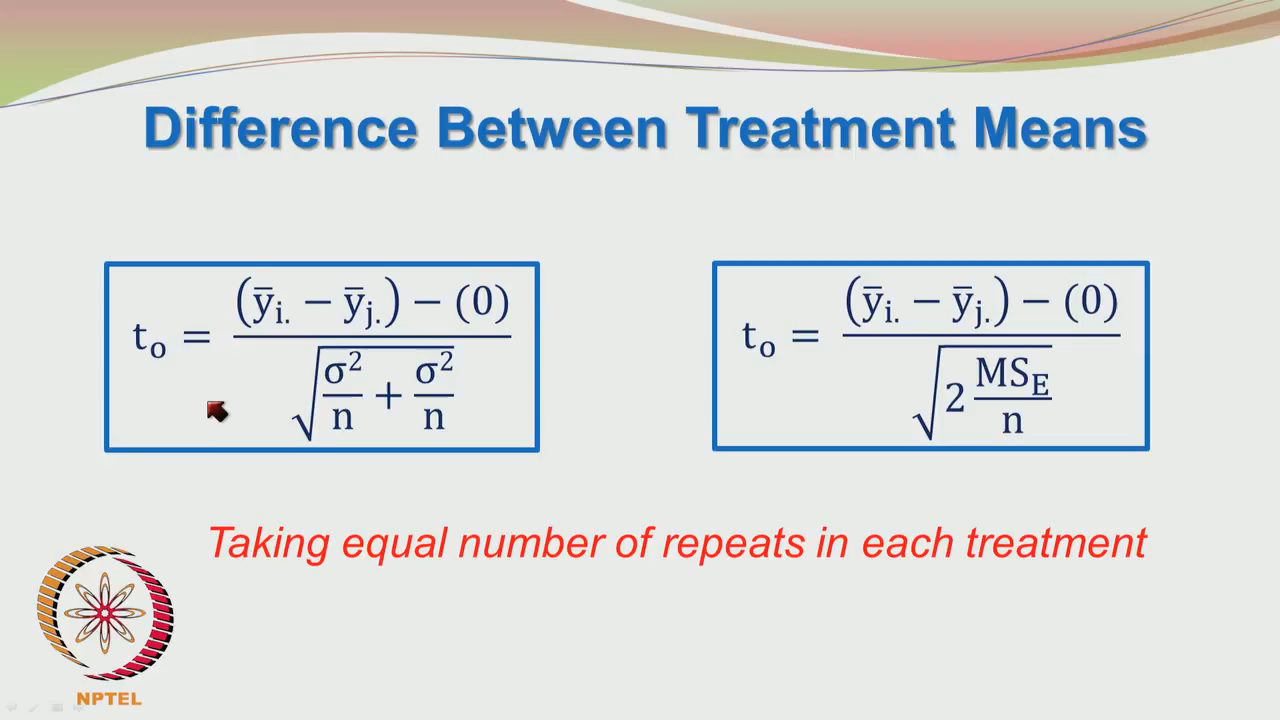 Difference Between Treatment Means
t₀ = ((ȳᵢ. − ȳⱼ.) − (0)) / √(σ²/n + σ²/n)
t₀ = ((ȳᵢ. − ȳⱼ.) − (0)) / √(2 MS_E/n)
Taking equal number of repeats in each treatment
NPTEL